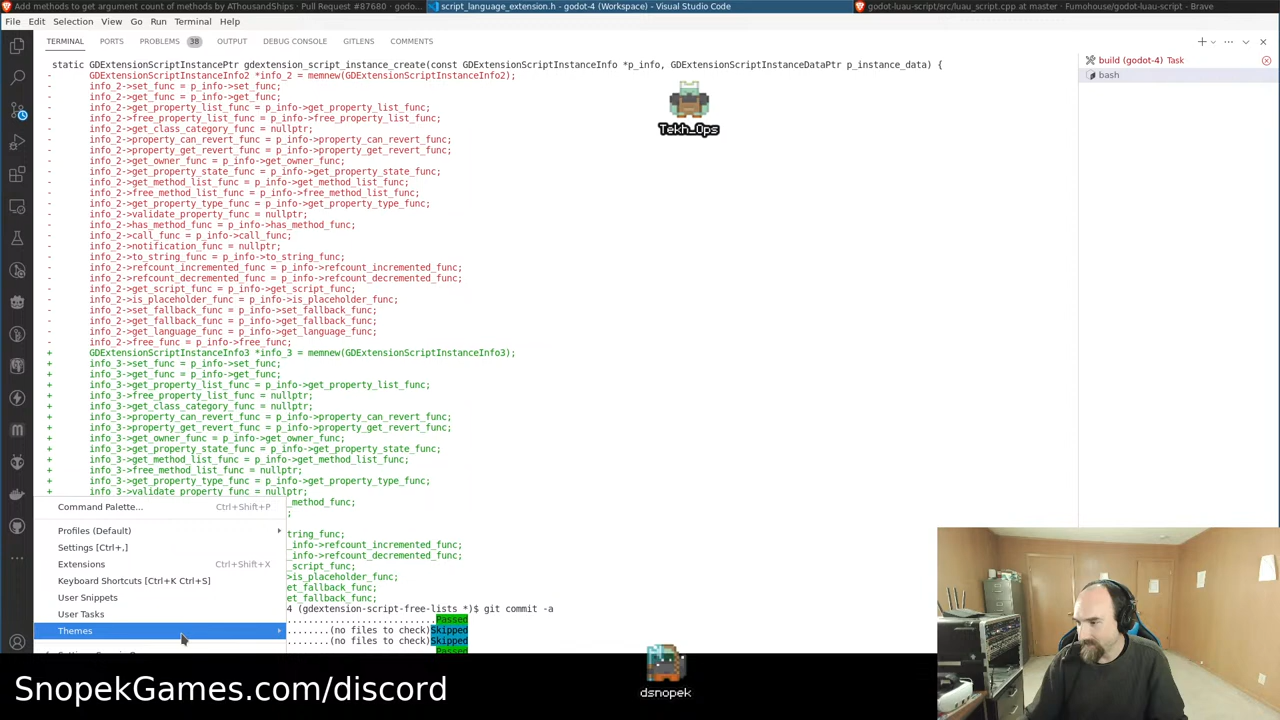 Add methods to get argument count of methods by AThousandShips · Pull Request #87680 · godo...
script_language_extension.h - godot-4 (Workspace) - Visual Studio Code
godot-luau-script/src/luau_script.cpp at master · Fumohouse/godot-luau-script - Brave
File Edit Selection View Go Run Terminal Help
TERMINAL PORTS PROBLEMS 38 OUTPUT DEBUG CONSOLE GITLENS COMMENTS
build (godot-4) Task
bash
static GDExtensionScriptInstancePtr gdextension_script_instance_create(const GDExtensionScriptInstanceInfo *p_info, GDExtensionScriptInstanceDataPtr p_instance_data) {
- GDExtensionScriptInstanceInfo2 *info_2 = memnew(GDExtensionScriptInstanceInfo2);
- info_2->set_func = p_info->set_func;
- info_2->get_func = p_info->get_func;
- info_2->get_property_list_func = p_info->get_property_list_func;
- info_2->free_property_list_func = p_info->free_property_list_func;
- info_2->get_class_category_func = nullptr;
- info_2->property_can_revert_func = p_info->property_can_revert_func;
- info_2->property_get_revert_func = p_info->property_get_revert_func;
- info_2->get_owner_func = p_info->get_owner_func;
- info_2->get_property_state_func = p_info->get_property_state_func;
- info_2->get_method_list_func = p_info->get_method_list_func;
- info_2->free_method_list_func = p_info->free_method_list_func;
- info_2->get_property_type_func = p_info->get_property_type_func;
- info_2->validate_property_func = nullptr;
- info_2->has_method_func = p_info->has_method_func;
- info_2->call_func = p_info->call_func;
- info_2->notification_func = nullptr;
- info_2->to_string_func = p_info->to_string_func;
- info_2->refcount_incremented_func = p_info->refcount_incremented_func;
- info_2->refcount_decremented_func = p_info->refcount_decremented_func;
- info_2->get_script_func = p_info->get_script_func;
- info_2->is_placeholder_func = p_info->is_placeholder_func;
- info_2->set_fallback_func = p_info->set_fallback_func;
- info_2->get_fallback_func = p_info->get_fallback_func;
- info_2->get_language_func = p_info->get_language_func;
- info_2->free_func = p_info->free_func;
+ GDExtensionScriptInstanceInfo3 *info_3 = memnew(GDExtensionScriptInstanceInfo3);
+ info_3->set_func = p_info->set_func;
+ info_3->get_func = p_info->get_func;
+ info_3->get_property_list_func = p_info->get_property_list_func;
+ info_3->free_property_list_func = nullptr;
+ info_3->get_class_category_func = nullptr;
+ info_3->property_can_revert_func = p_info->property_can_revert_func;
+ info_3->property_get_revert_func = p_info->property_get_revert_func;
+ info_3->get_owner_func = p_info->get_owner_func;
+ info_3->get_property_state_func = p_info->get_property_state_func;
+ info_3->get_method_list_func = p_info->get_method_list_func;
+ info_3->free_method_list_func = nullptr;
+ info_3->get_property_type_func = p_info->get_property_type_func;
+ info_3->validate_property_func = nullptr;
_method_func;
;
tring_func;
_info->refcount_incremented_func;
_info->refcount_decremented_func;
_script_func;
->is_placeholder_func;
et_fallback_func;
et_fallback_func;
4 (gdextension-script-free-lists *)$ git commit -a
Passed
(no files to check)Skipped
(no files to check)Skipped
Passed
Command Palette... Ctrl+Shift+P
Profiles (Default)
Settings [Ctrl+,]
Extensions Ctrl+Shift+X
Keyboard Shortcuts [Ctrl+K Ctrl+S]
User Snippets
User Tasks
Themes
Tekh_Ops
dsnopek
SnopekGames.com/discord